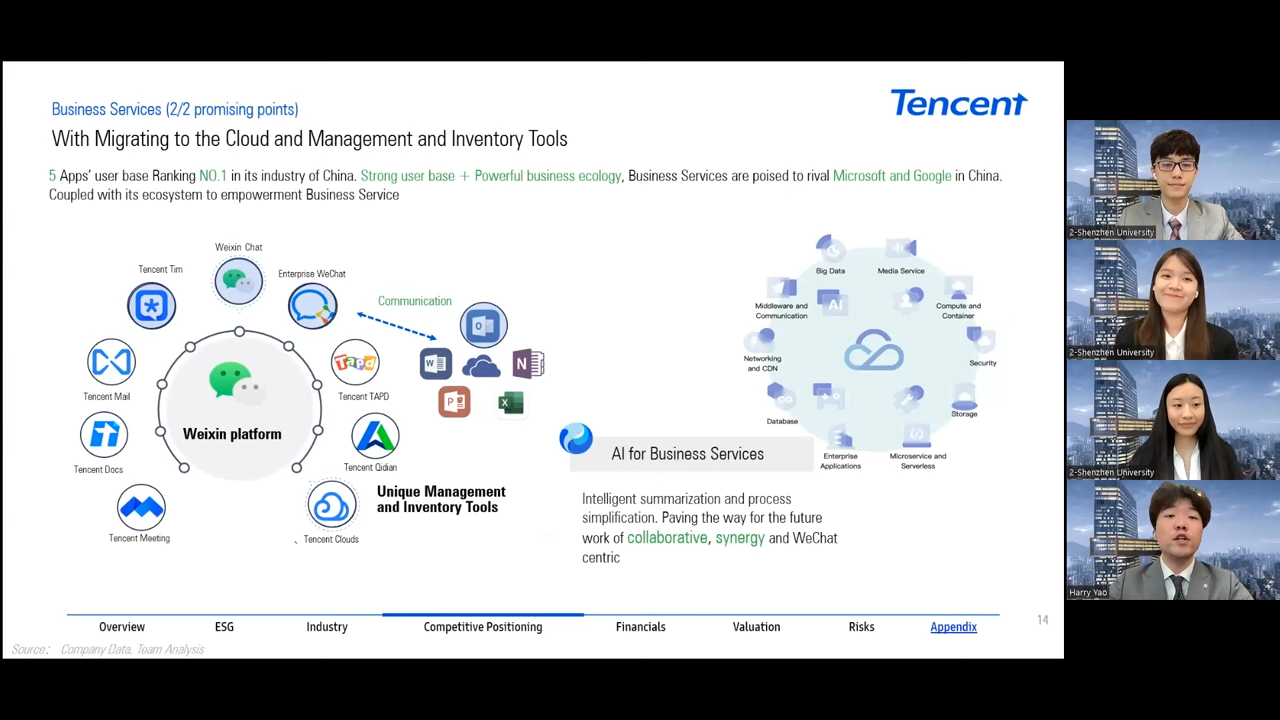 Business Services (2/2 promising points)
Tencent
With Migrating to the Cloud and Management and Inventory Tools
5 Apps' user base Ranking NO.1 in its industry of China. Strong user base + Powerful business ecology, Business Services are poised to rival Microsoft and Google in China.
Coupled with its ecosystem to empowerment Business Service
Weixin Chat
Tencent Tim
Enterprise WeChat
Communication
Tencent Mail
TAPD
Tencent TAPD
Weixin platform
Tencent Docs
Tencent Qidian
Unique Management
and Inventory Tools
Tencent Meeting
Tencent Clouds
Big Data
Media Service
Middleware and
Communication
AI
Compute and
Container
Networking
and CDN
Security
Database
Storage
Enterprise
Applications
Microservice and
Serverless
AI for Business Services
Intelligent summarization and process
simplification. Paving the way for the future
work of collaborative, synergy and WeChat
centric
Overview
ESG
Industry
Competitive Positioning
Financials
Valuation
Risks
Appendix
14
Source: Company Data, Team Analysis
2-Shenzhen University
2-Shenzhen University
2-Shenzhen University
Harry Yao